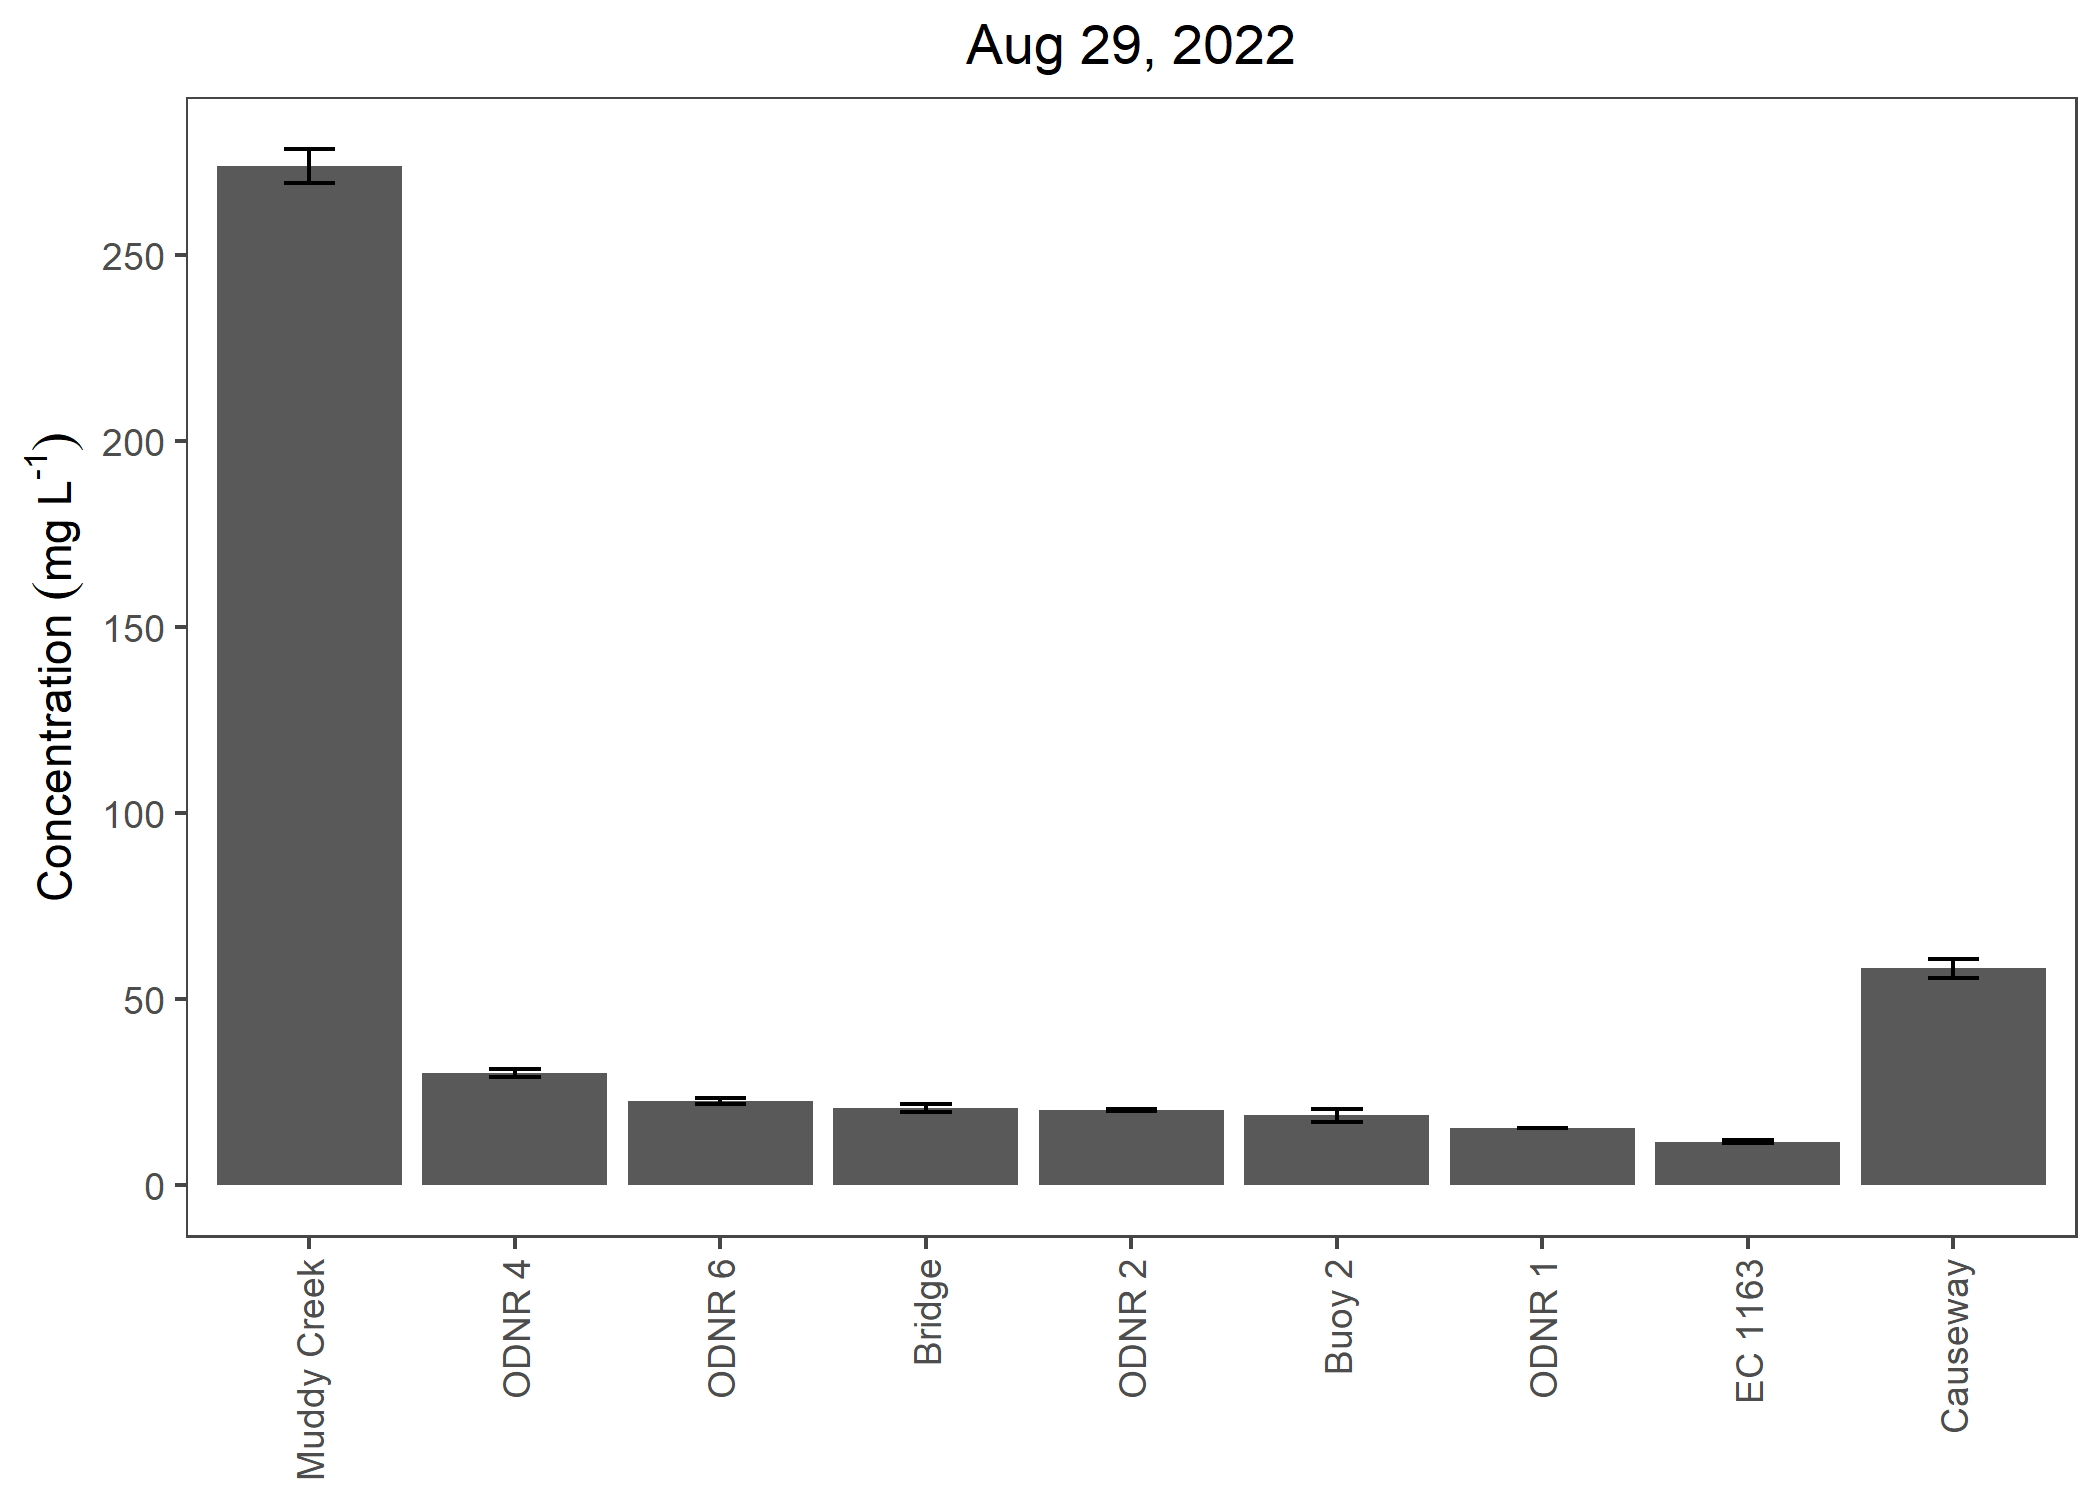 Aug 29, 2022
Concentration (mg L-1)
250
200
150
100
50
0
Muddy Creek
ODNR 4
ODNR 6
Bridge
ODNR 2
Buoy 2
ODNR 1
EC 1163
Causeway